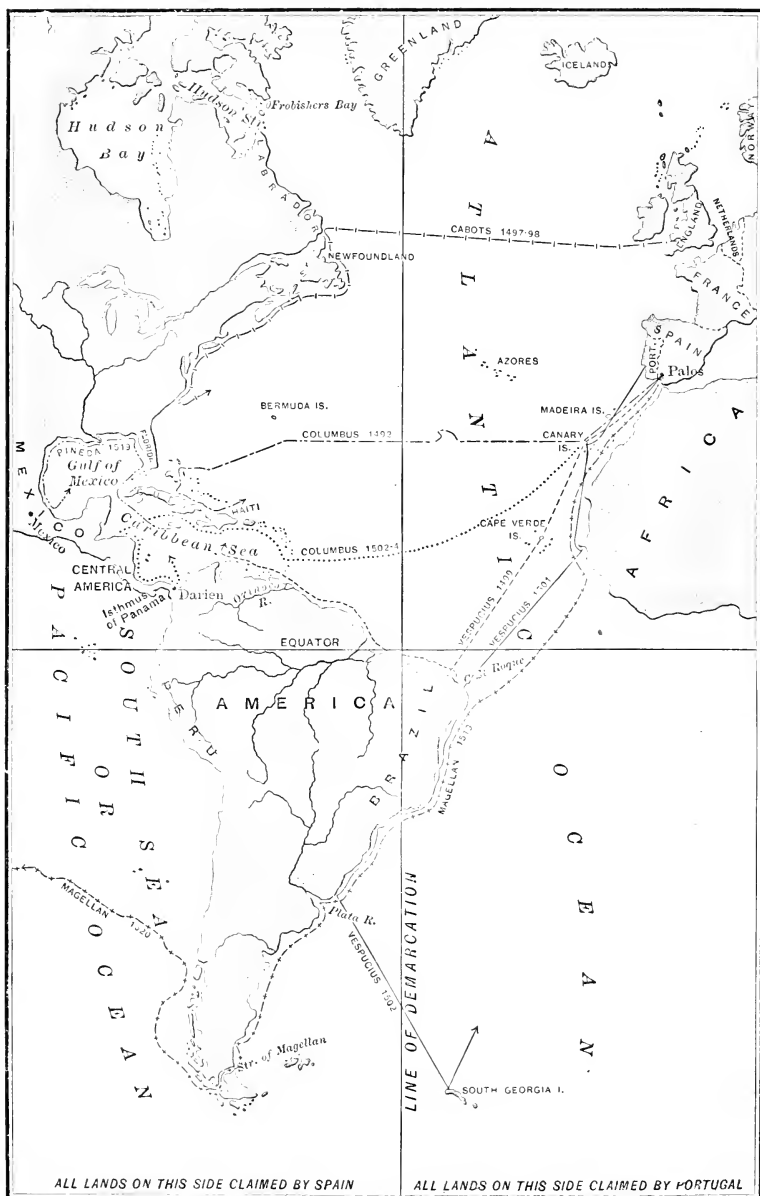 GREENLAND
ICELAND
NORWAY
Frobishers Bay
Hudson Str.
Hudson
Bay
LABRADOR
ATLANTIC
OCEAN
CABOTS 1497-98
ENGLAND
NETHERLANDS
NEWFOUNDLAND
FRANCE
SPAIN
PORT
Palos
AZORES
BERMUDA IS.
MADEIRA IS.
COLUMBUS 1492
CANARY
IS.
AFRICA
PINEDA 1519
FLORIDA
Gulf of
Mexico
MEXICO
Mexico
HAITI
Caribbean Sea
CAPE VERDE
IS.
COLUMBUS 1502-4
CENTRAL
AMERICA
Isthmus
of Panama
Darien
Orinoco
R.
VESPUCIUS 1499
VESPUCIUS 1501
EQUATOR
Cape Roque
SOUTH
AMERICA
PERU
BRAZIL
MAGELLAN 1519
SOUTH SEA
OR
PACIFIC OCEAN
MAGELLAN 1520
Plata R.
VESPUCIUS 1502
LINE OF DEMARCATION
Str. of Magellan
SOUTH GEORGIA I.
ALL LANDS ON THIS SIDE CLAIMED BY SPAIN
ALL LANDS ON THIS SIDE CLAIMED BY PORTUGAL